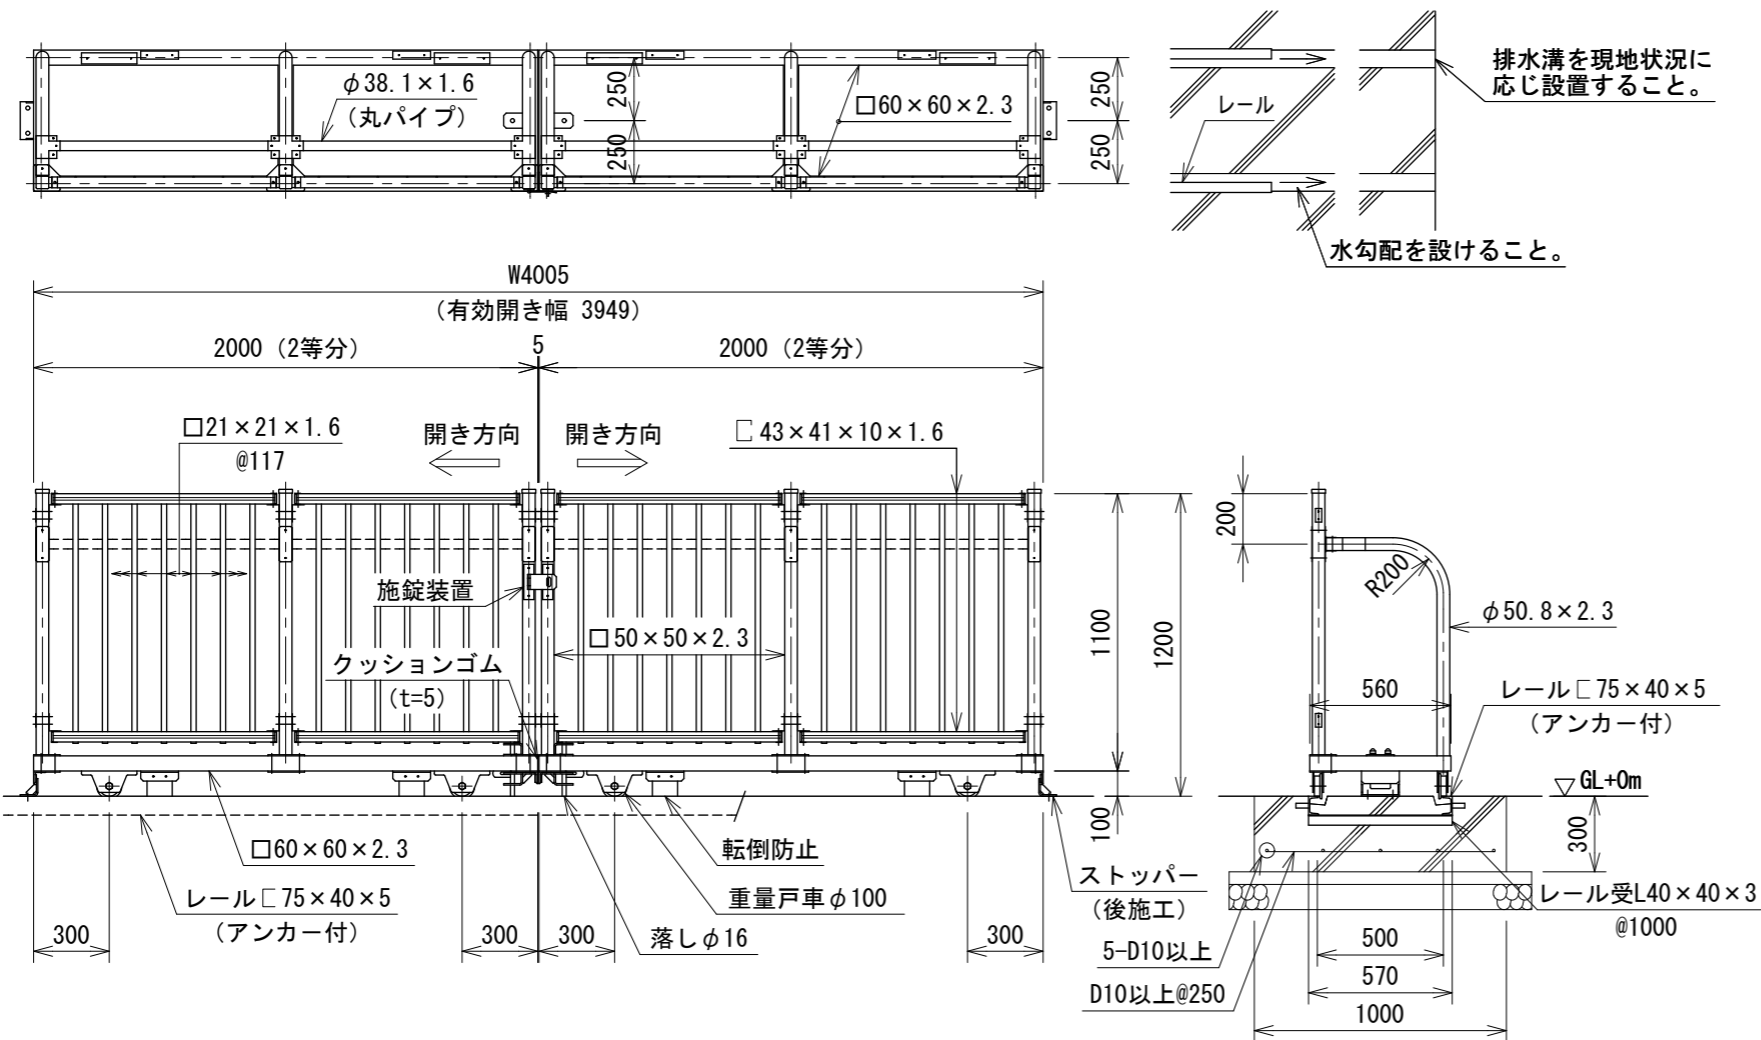 φ38.1×1.6
(丸パイプ)
250
250
□60×60×2.3
250
250
レール
排水溝を現地状況に
応じ設置すること。
水勾配を設けること。
W4005
(有効開き幅 3949)
2000 (2等分)
5
2000 (2等分)
□21×21×1.6
@117
開き方向
開き方向
⊏43×41×10×1.6
施錠装置
□50×50×2.3
クッションゴム
(t=5)
1100
1200
100
200
R200
φ50.8×2.3
560
レール⊏75×40×5
(アンカー付)
▽GL+0m
300
□60×60×2.3
レール⊏75×40×5
(アンカー付)
転倒防止
重量戸車φ100
落しφ16
ストッパー
(後施工)
レール受L40×40×3
@1000
5-D10以上
D10以上@250
300
300
300
300
500
570
1000